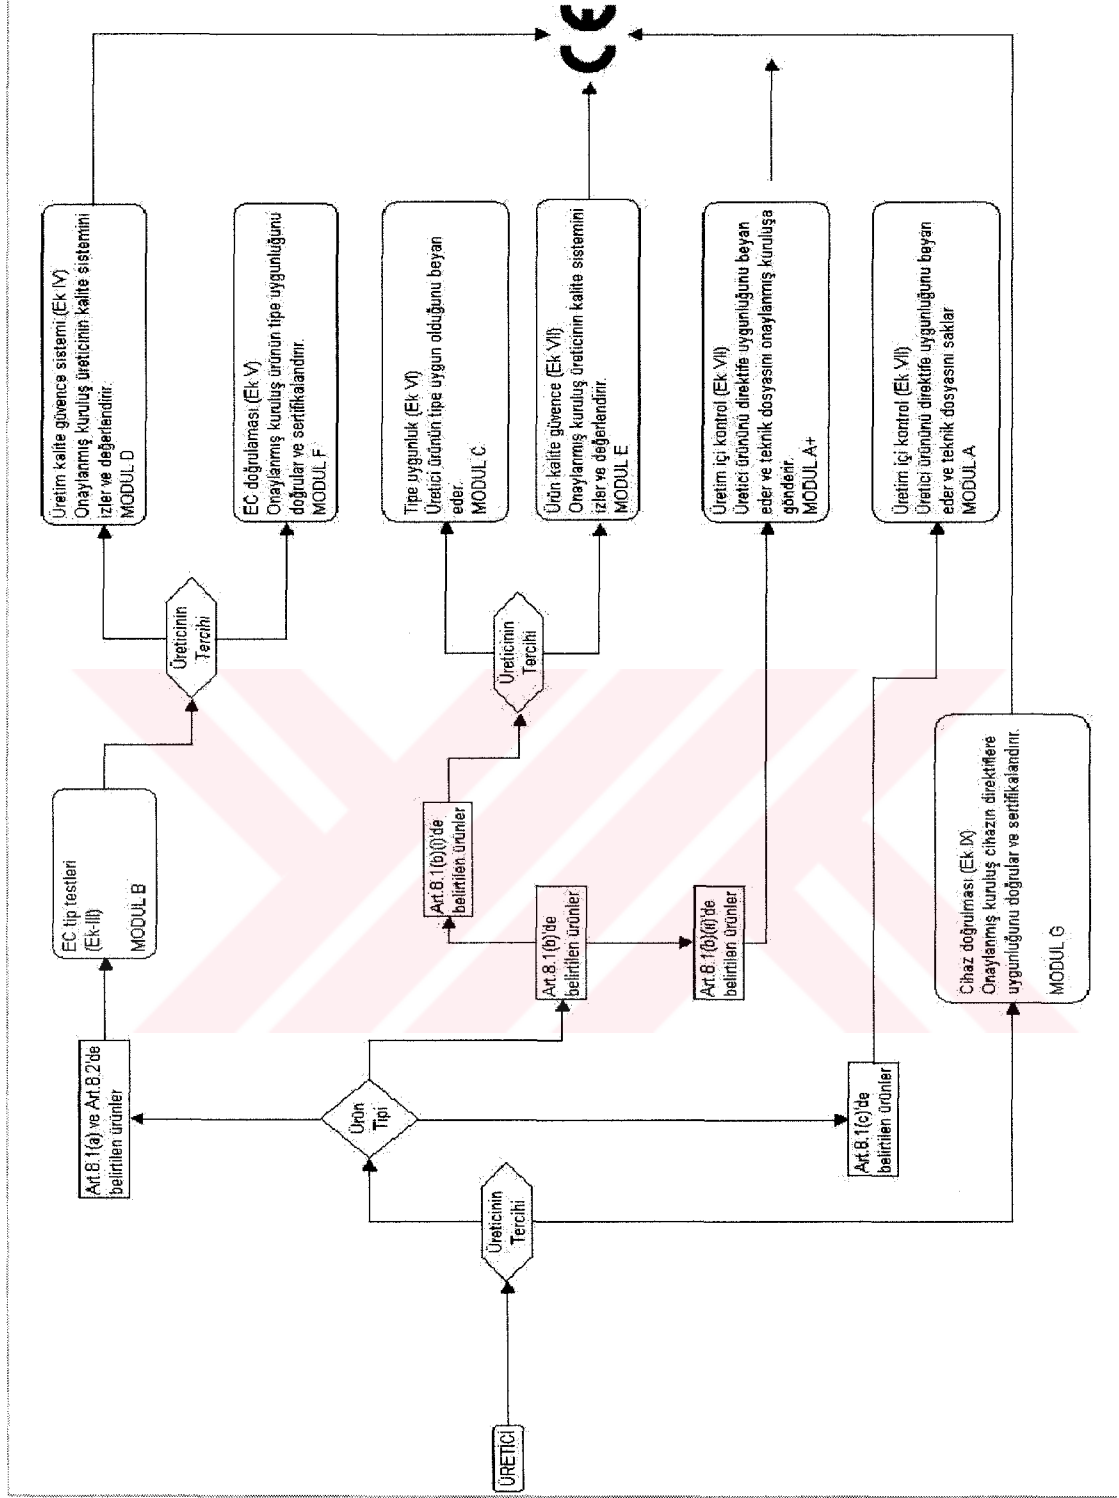 ÜRETİCİ
Üreticinin
Tercihi
Ürün
Tipi
Art.8.1(a) ve Art.8.2'de
belirtilen ürünler
EC tip testleri
(Ek-III)
MODUL B
Üreticinin
Tercihi
Üretim kalite güvence sistemi (Ek IV)
Onaylanmış kuruluş üreticinin kalite sistemini
izler ve değerlendirir.
MODUL D
EC doğrulaması (Ek V)
Onaylanmış kuruluş ürünün tipe uygunluğunu
doğrular ve sertifikalandırır.
MODUL F
Art.8.1(b)'de
belirtilen ürünler
Art.8.1(b)(i)'de
belirtilen ürünler
Üreticinin
Tercihi
Tipe uygunluk (Ek VI)
Üretici ürünün tipe uygun olduğunu beyan
eder.
MODUL C
Ürün kalite güvence (Ek VII)
Onaylanmış kuruluş üreticinin kalite sistemini
izler ve değerlendirir.
MODUL E
Art.8.1(b)(ii)'de
belirtilen ürünler
Üretim içi kontrol (Ek VII)
Üretici ürününü direktife uygunluğunu beyan
eder ve teknik dosyasını onaylanmış kuruluşa
gönderir.
MODUL A+
Art.8.1(c)'de
belirtilen ürünler
Üretim içi kontrol (Ek VII)
Üretici ürününü direktife uygunluğunu beyan
eder ve teknik dosyasını saklar
MODUL A
Cihaz doğrulması (Ek IX)
Onaylanmış kuruluş cihazın direktiflere
uygunluğunu doğrular ve sertifikalandırır.
MODUL G
CE